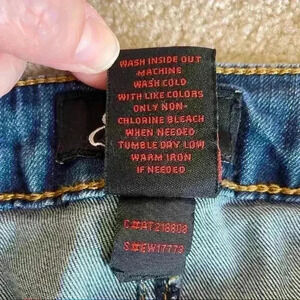 WASH INSIDE OUT
MACHINE
WASH COLD
WITH LIKE COLORS
ONLY NON-
CHLORINE BLEACH
WHEN NEEDED
TUMBLE DRY LOW
WARM IRON
IF NEEDED
C#AT218803
S#EW17773